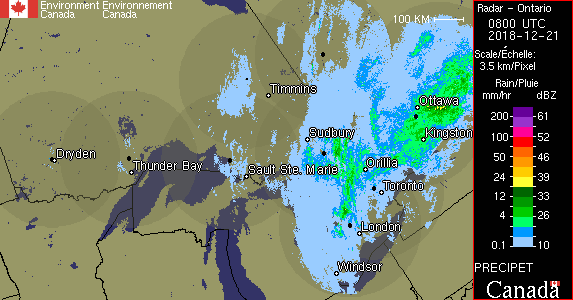 Environment Environnement
Canada Canada
100 KM
Timmins
Ottawa
Sudbury
Kingston
Dryden
Thunder Bay
Sault Ste. Marie
Orillia
Toronto
London
Windsor
Radar - Ontario
0800 UTC
2018-12-21
Scale/Échelle:
3.5 km/Pixel
Rain/Pluie
mm/hr dBZ
200 61
100 52
50 46
24 39
12 34
4 26
0.1 10
PRECIPET
Canada